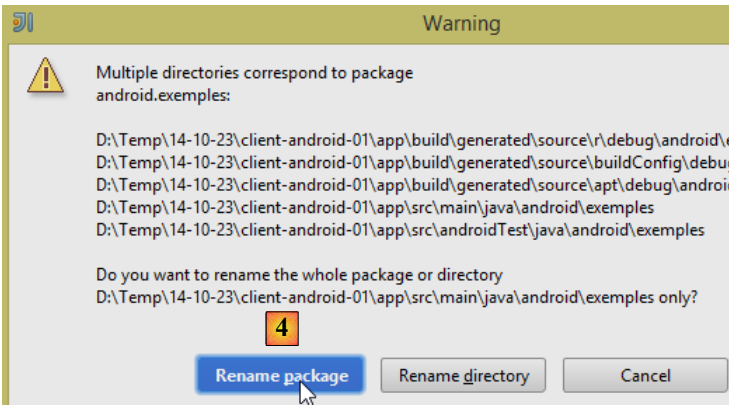 Warning
Multiple directories correspond to package
android.exemples:
D:\Temp\14-10-23\client-android-01\app\build\generated\source\r\debug\android\e
D:\Temp\14-10-23\client-android-01\app\build\generated\source\buildConfig\debug
D:\Temp\14-10-23\client-android-01\app\build\generated\source\apt\debug\androi
D:\Temp\14-10-23\client-android-01\app\src\main\java\android\exemples
D:\Temp\14-10-23\client-android-01\app\src\androidTest\java\android\exemples
Do you want to rename the whole package or directory
D:\Temp\14-10-23\client-android-01\app\src\main\java\android\exemples only?
4
Rename package Rename directory Cancel